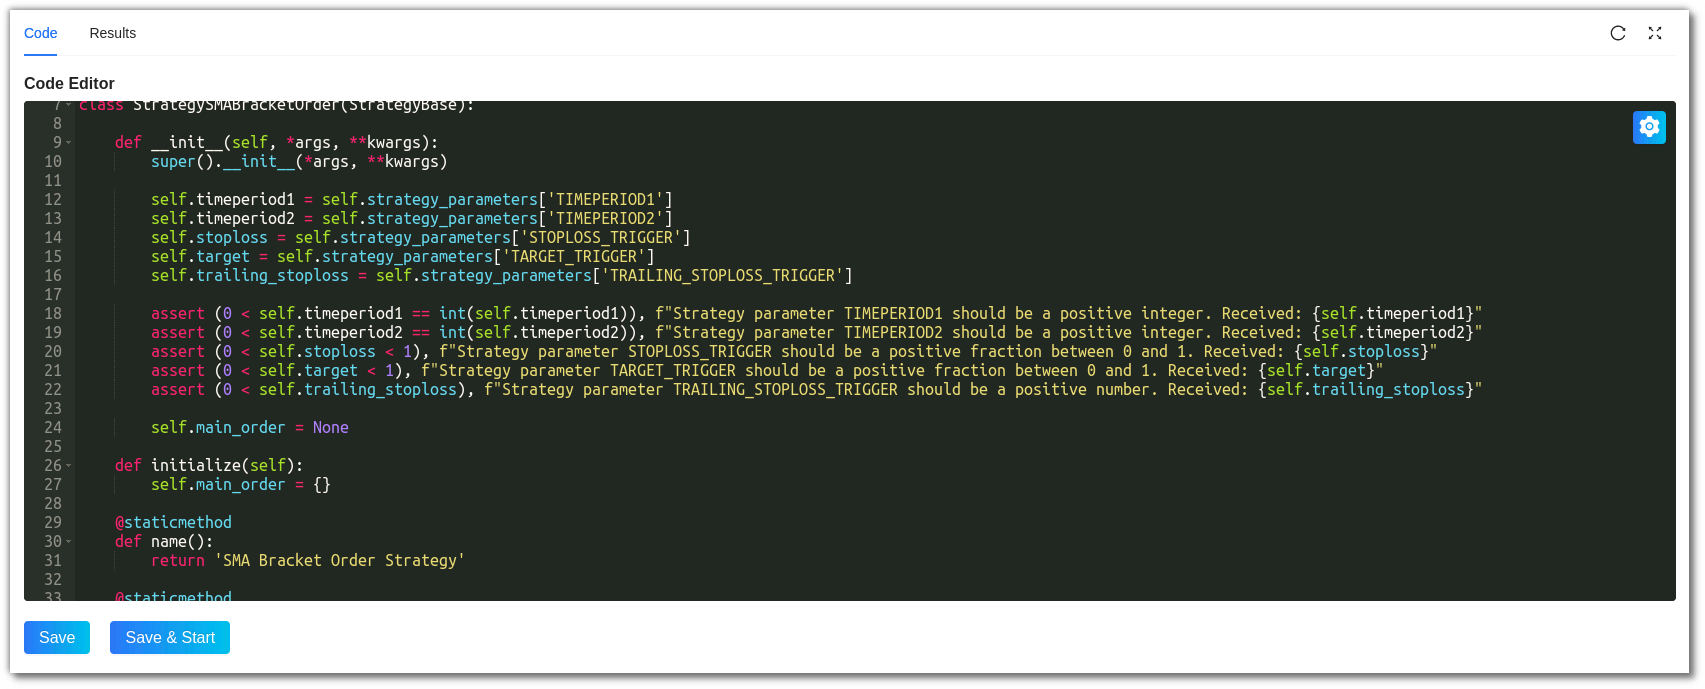 Code Results
Code Editor
7 class StrategySMABracketOrder(StrategyBase):
8
9 def __init__(self, *args, **kwargs):
10 super().__init__(*args, **kwargs)
11
12 self.timeperiod1 = self.strategy_parameters['TIMEPERIOD1']
13 self.timeperiod2 = self.strategy_parameters['TIMEPERIOD2']
14 self.stoploss = self.strategy_parameters['STOPLOSS_TRIGGER']
15 self.target = self.strategy_parameters['TARGET_TRIGGER']
16 self.trailing_stoploss = self.strategy_parameters['TRAILING_STOPLOSS_TRIGGER']
17
18 assert (0 < self.timeperiod1 == int(self.timeperiod1)), f"Strategy parameter TIMEPERIOD1 should be a positive integer. Received: {self.timeperiod1}"
19 assert (0 < self.timeperiod2 == int(self.timeperiod2)), f"Strategy parameter TIMEPERIOD2 should be a positive integer. Received: {self.timeperiod2}"
20 assert (0 < self.stoploss < 1), f"Strategy parameter STOPLOSS_TRIGGER should be a positive fraction between 0 and 1. Received: {self.stoploss}"
21 assert (0 < self.target < 1), f"Strategy parameter TARGET_TRIGGER should be a positive fraction between 0 and 1. Received: {self.target}"
22 assert (0 < self.trailing_stoploss), f"Strategy parameter TRAILING_STOPLOSS_TRIGGER should be a positive number. Received: {self.trailing_stoploss}"
23
24 self.main_order = None
25
26 def initialize(self):
27 self.main_order = {}
28
29 @staticmethod
30 def name():
31 return 'SMA Bracket Order Strategy'
32
33 @staticmethod
Save Save & Start